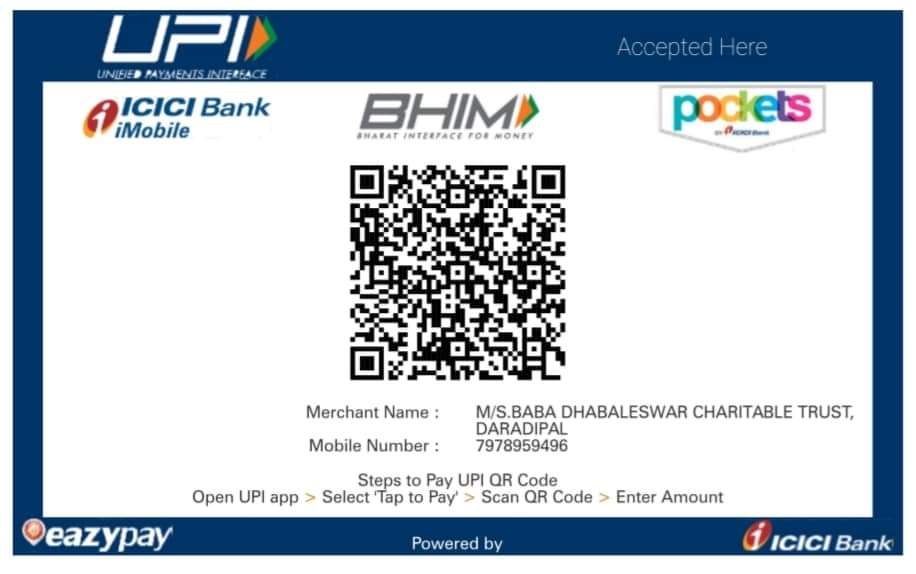 UPI
UNIFIED PAYMENTS INTERFACE
Accepted Here
ICICI Bank
iMobile
BHIM
BHARAT INTERFACE FOR MONEY
pockets
BY ICICI Bank
Merchant Name : M/S.BABA DHABALESWAR CHARITABLE TRUST,
DARADIPAL
Mobile Number : 7978959496
Steps to Pay UPI QR Code
Open UPI app > Select 'Tap to Pay' > Scan QR Code > Enter Amount
eazypay
Powered by
ICICI Bank